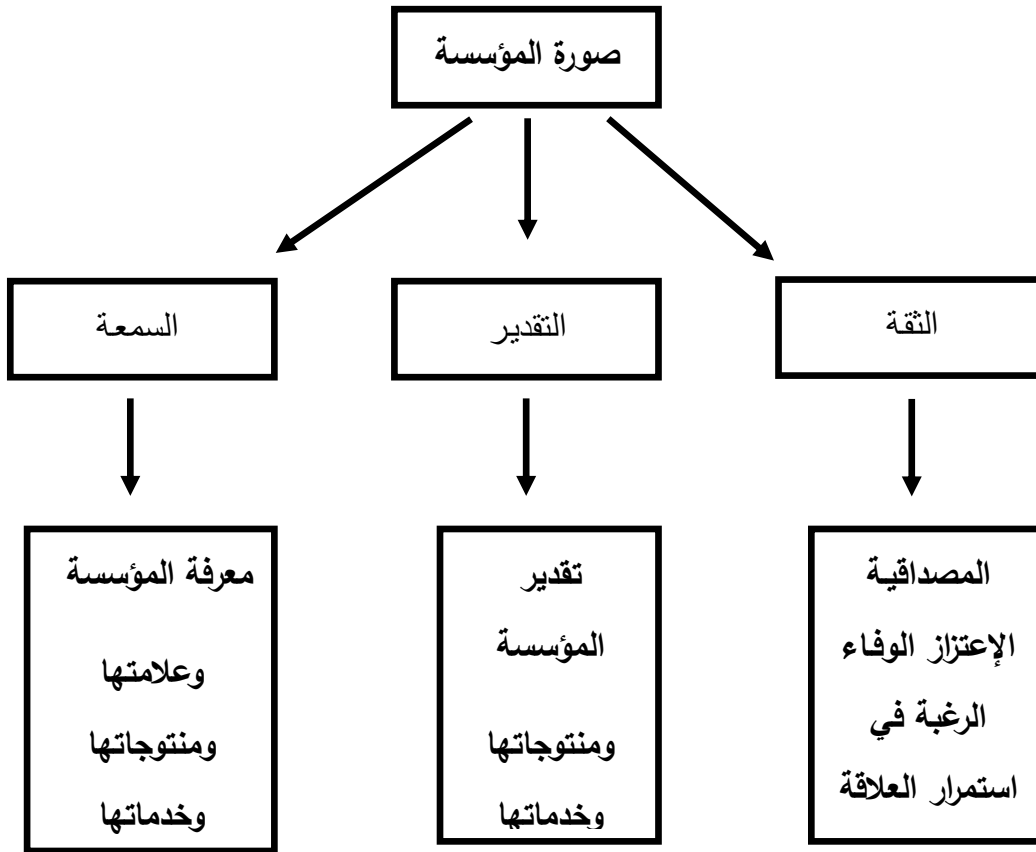 صورة المؤسسة
الثقة
التقدير
السمعة
المصداقية
الإعتزاز الوفاء
الرغبة في
استمرار العلاقة
تقدير
المؤسسة
ومنتوجاتها
وخدماتها
معرفة المؤسسة
وعلامتها
ومنتوجاتها
وخدماتها